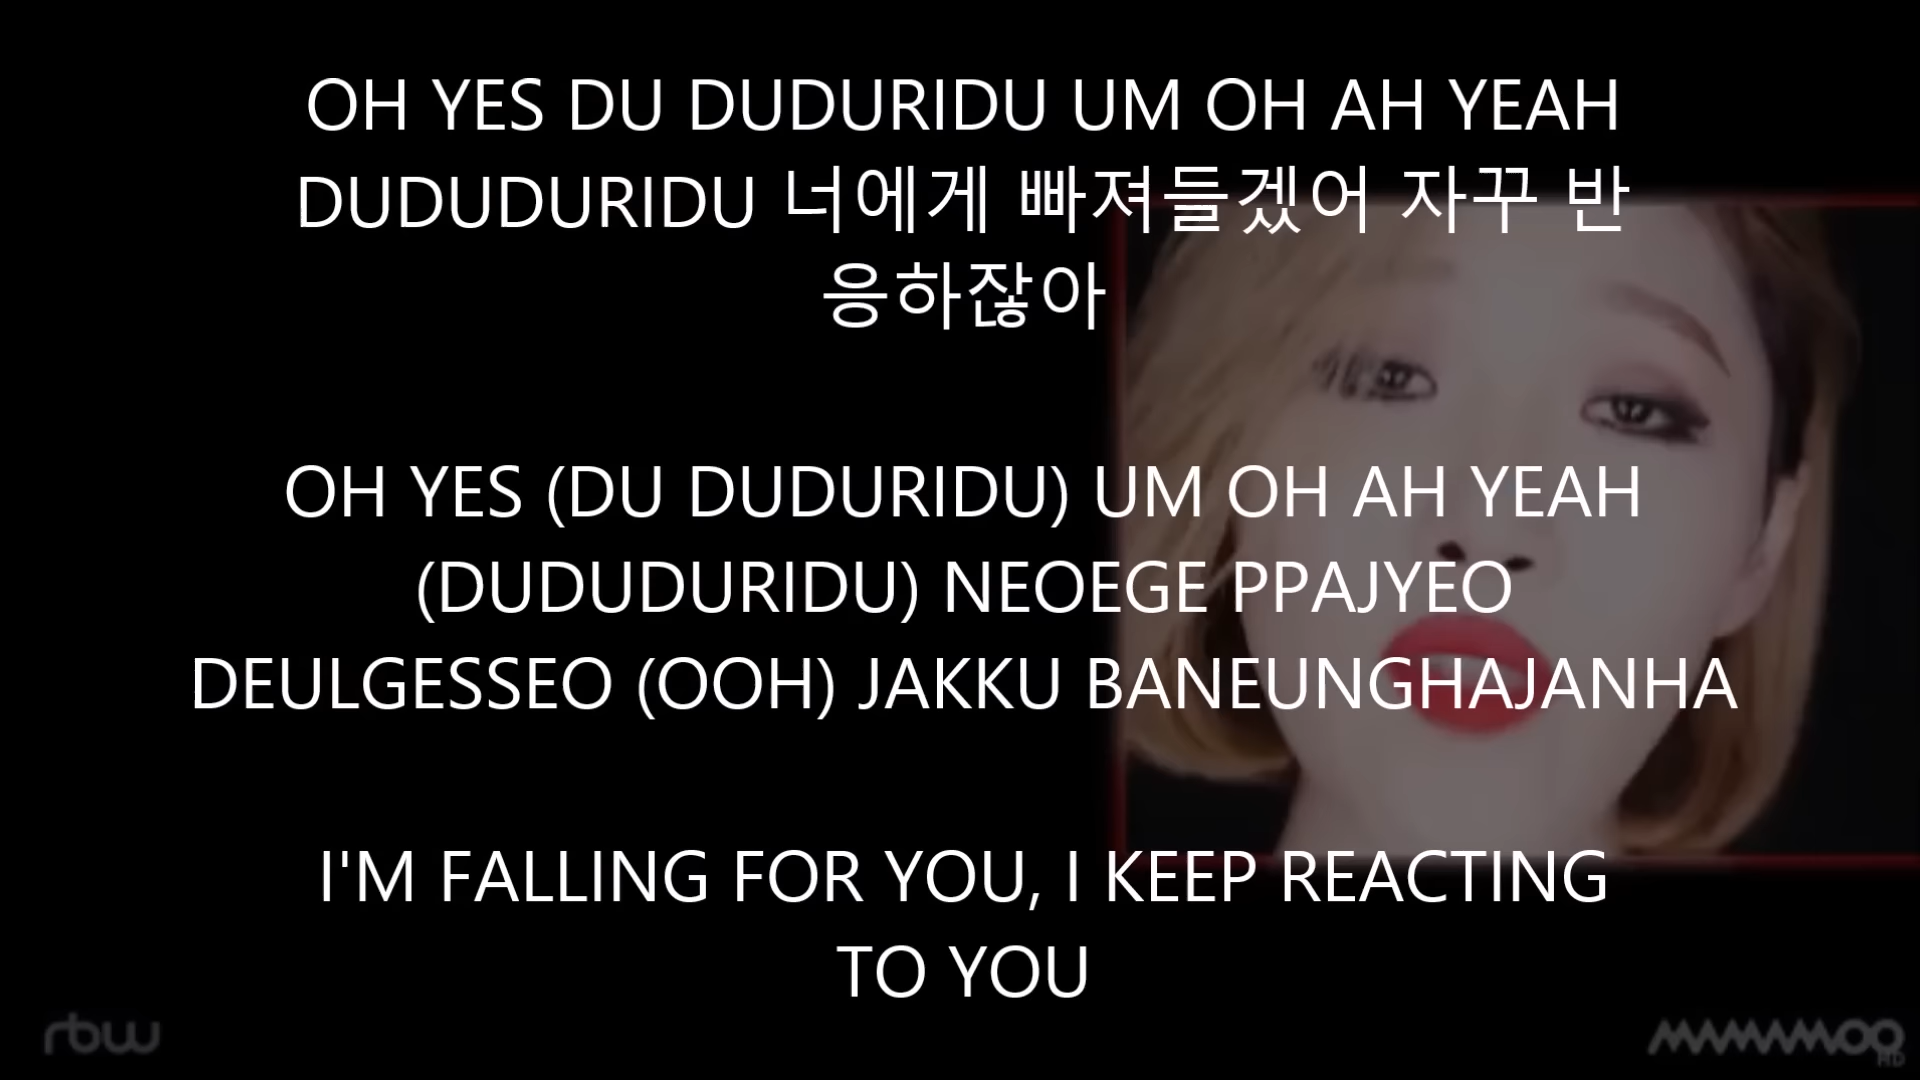 OH YES DU DUDURIDU UM OH AH YEAH
DUDUDURIDU 너에게 빠져들겠어 자꾸 반
응하잖아
OH YES (DU DUDURIDU) UM OH AH YEAH
(DUDUDURIDU) NEOEGE PPAJYEO
DEULGESSEO (OOH) JAKKU BANEUNGHAJANHA
I'M FALLING FOR YOU, I KEEP REACTING
TO YOU
rbw
MAMAMOO
HD